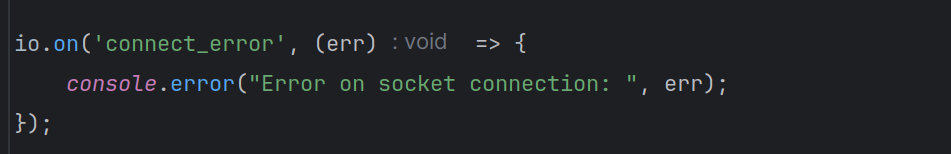 io.on('connect_error', (err) : void => {
    console.error("Error on socket connection: ", err);
});